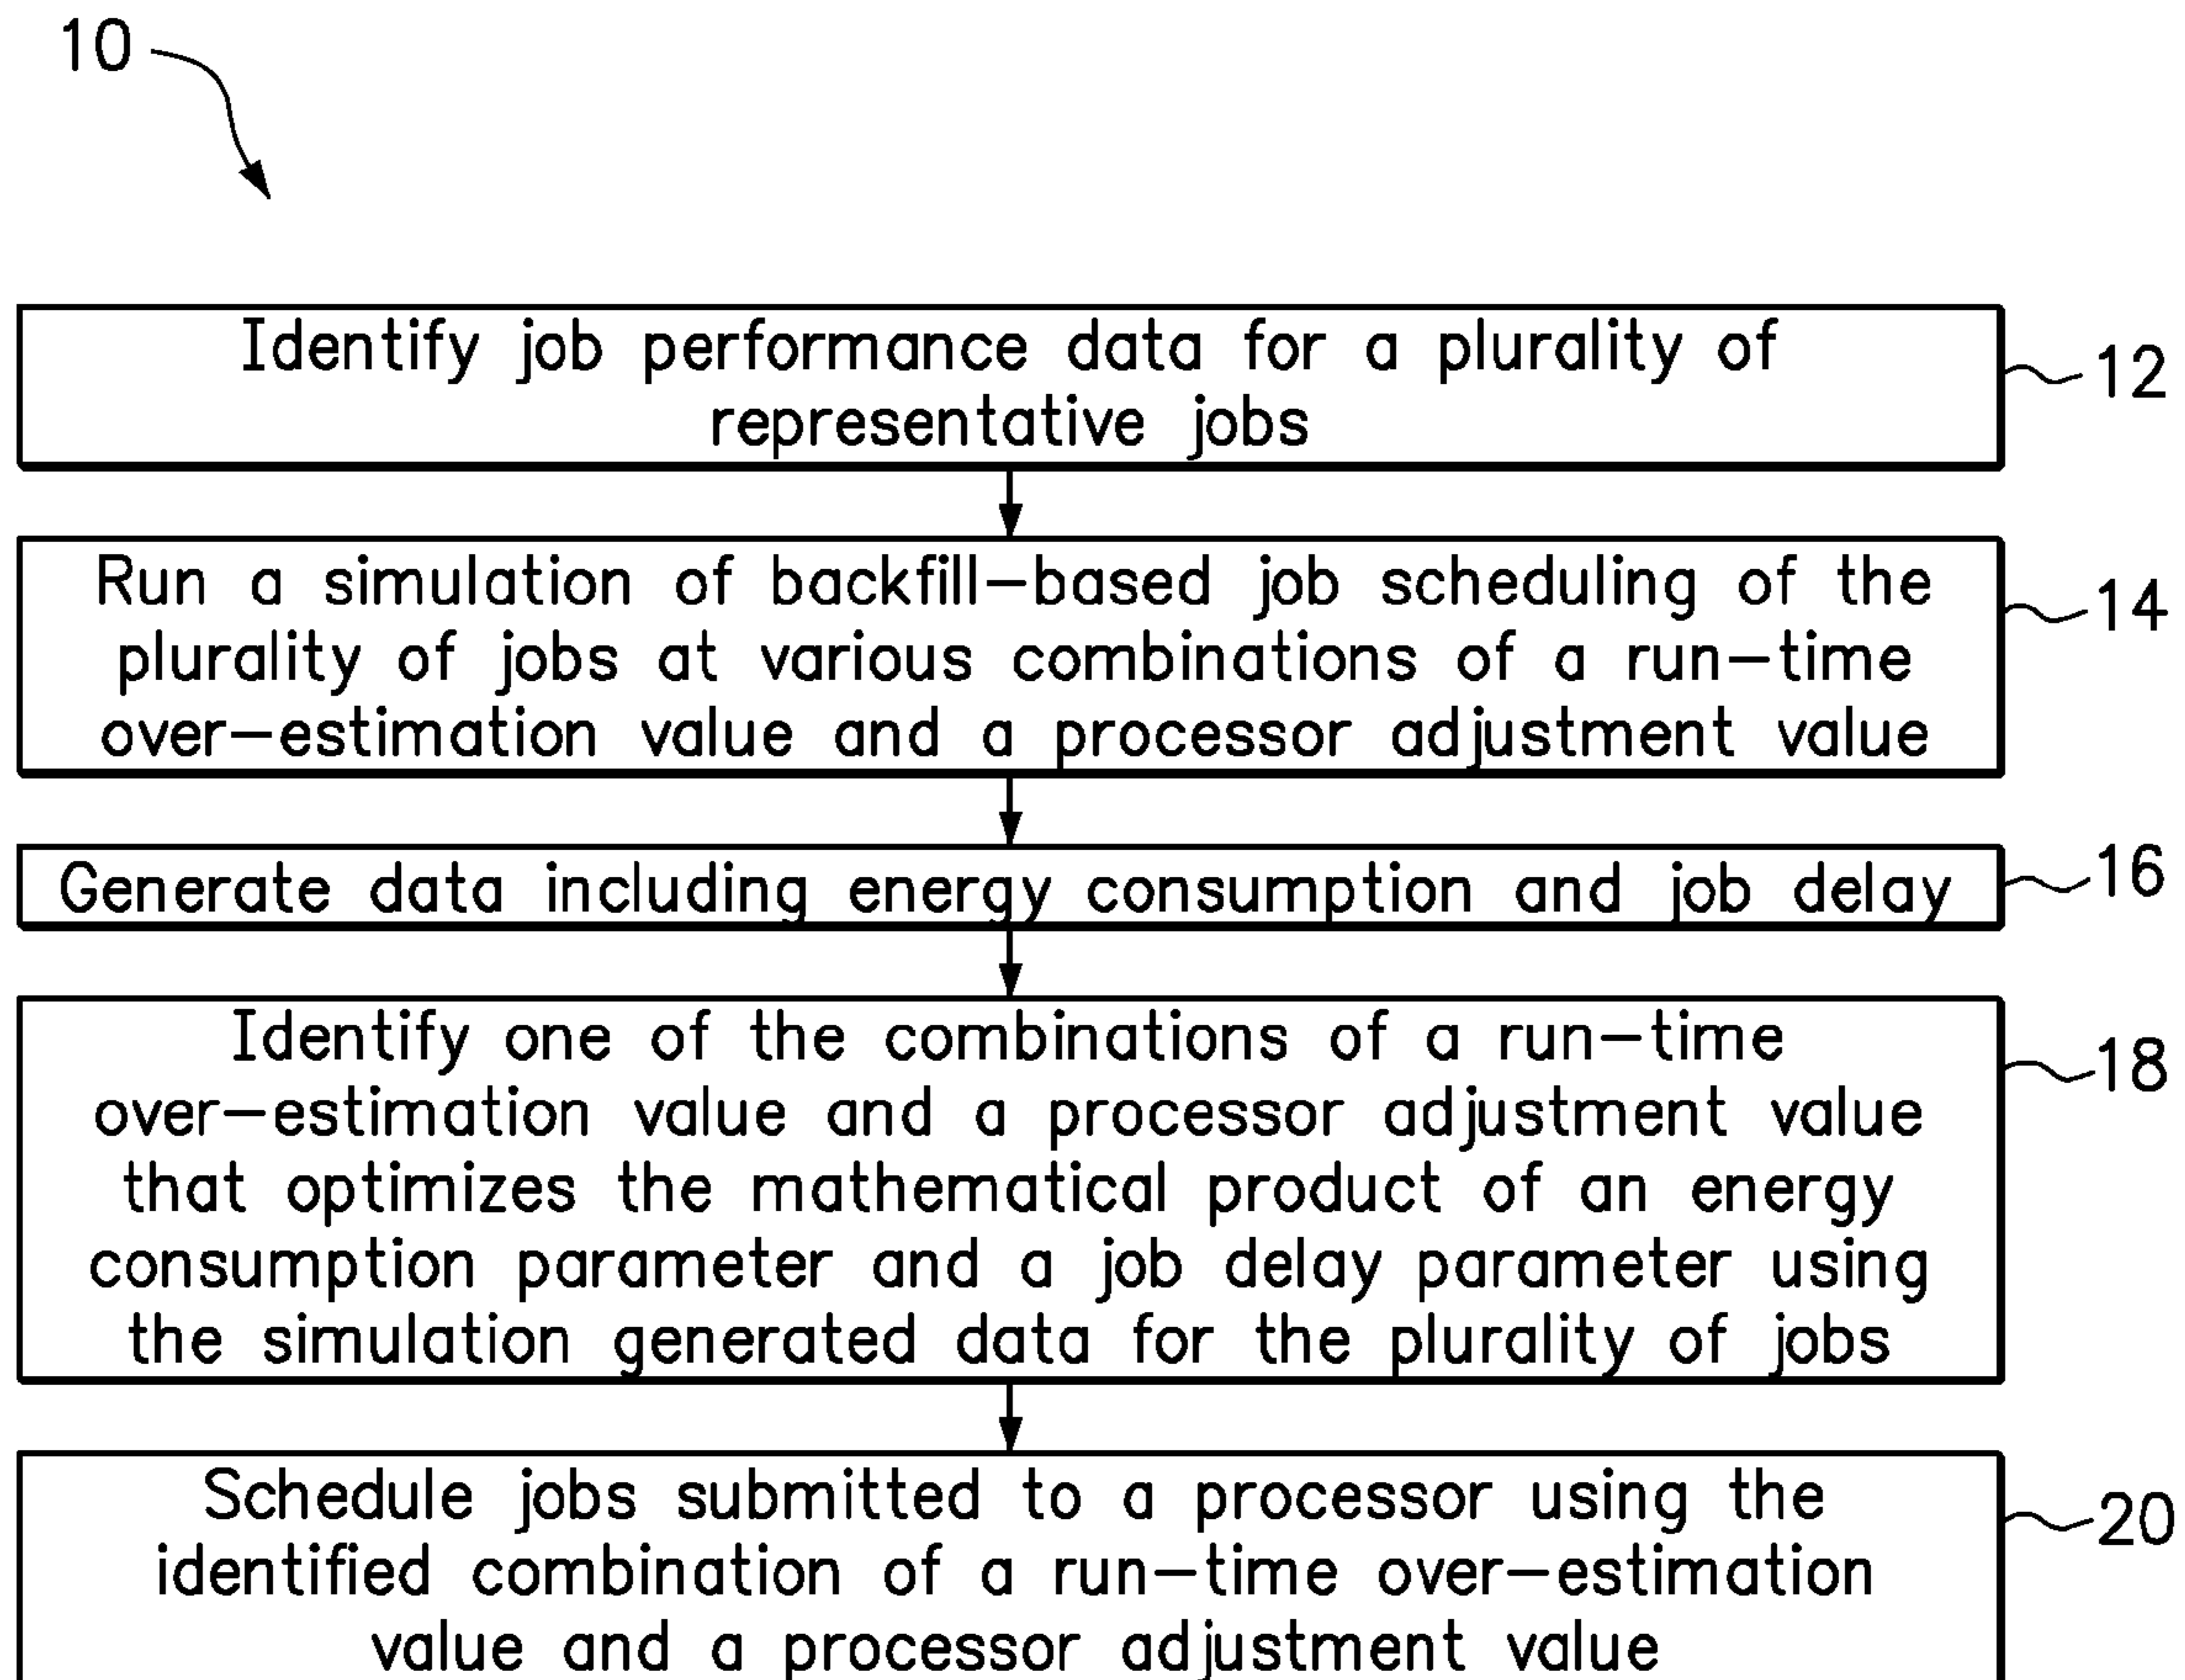 10
Identify job performance data for a plurality of
representative jobs
12
Run a simulation of backfill–based job scheduling of the
plurality of jobs at various combinations of a run–time
over–estimation value and a processor adjustment value
14
Generate data including energy consumption and job delay
16
Identify one of the combinations of a run–time
over–estimation value and a processor adjustment value
that optimizes the mathematical product of an energy
consumption parameter and a job delay parameter using
the simulation generated data for the plurality of jobs
18
Schedule jobs submitted to a processor using the
identified combination of a run–time over–estimation
value and a processor adjustment value
20